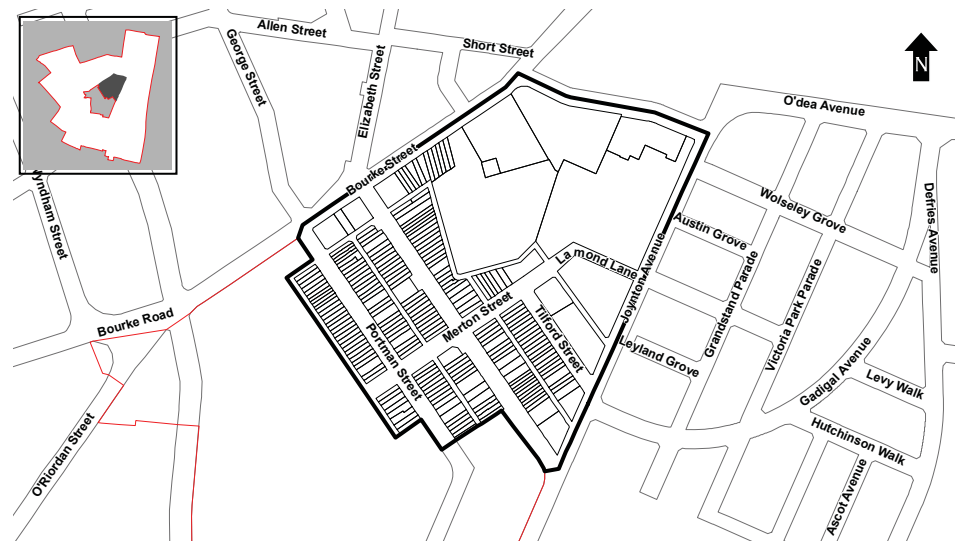 Allen Street
Short Street
George Street
Elizabeth Street
N
O'dea Avenue
Bourke Street
Wyndham Street
Wolseley Grove
Defries Avenue
Austin Grove
La mond Lane
Joynton Avenue
Grandstand Parade
Victoria Park Parade
Merton Street
Tilford Street
Portman Street
Bourke Road
Leyland Grove
Gadigal Avenue
Levy Walk
Hutchinson Walk
O'Riordan Street
Ascot Avenue